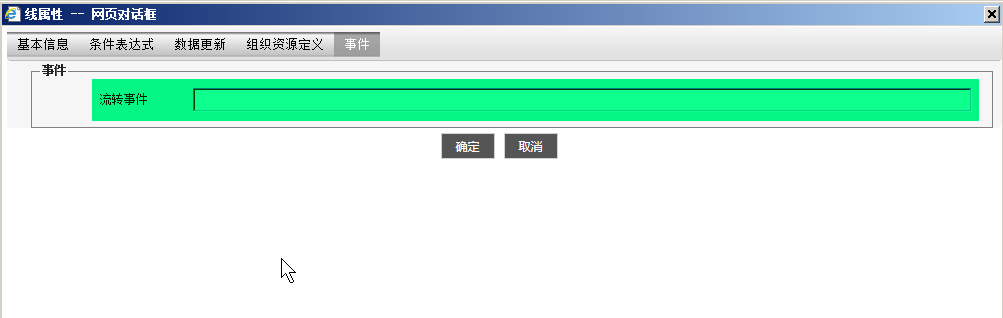 线属性 -- 网页对话框
基本信息 条件表达式 数据更新 组织资源定义 事件
事件
流转事件
确定 取消